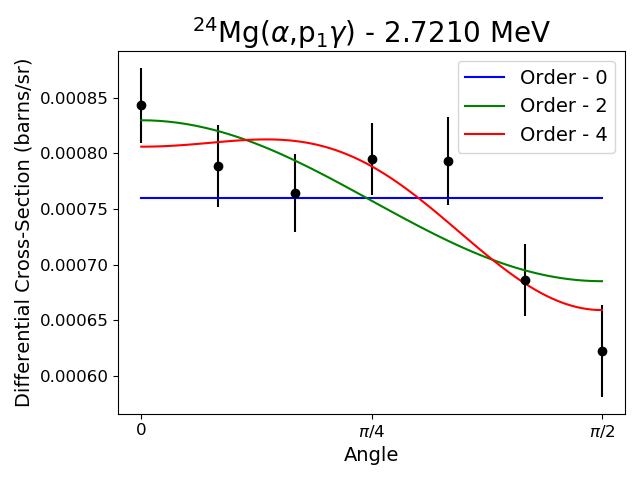 ²⁴Mg(α,p₁γ) - 2.7210 MeV
Differential Cross-Section (barns/sr)
0.00085
0.00080
0.00075
0.00070
0.00065
0.00060
Order - 0
Order - 2
Order - 4
0
π/4
π/2
Angle